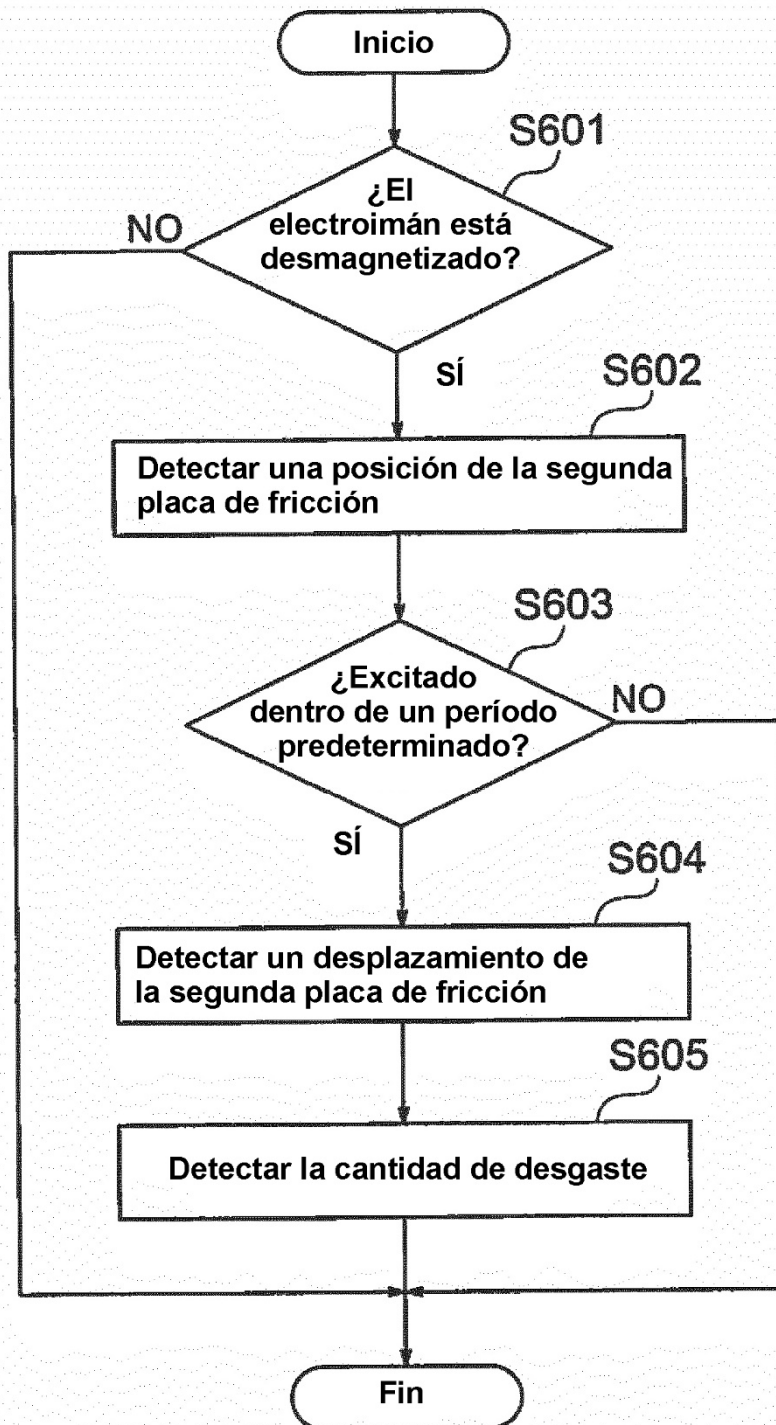 Inicio
S601
¿El
electroimán está
desmagnetizado?
NO
SÍ
S602
Detectar una posición de la segunda
placa de fricción
S603
¿Excitado
dentro de un período
predeterminado?
NO
SÍ
S604
Detectar un desplazamiento de
la segunda placa de fricción
S605
Detectar la cantidad de desgaste
Fin